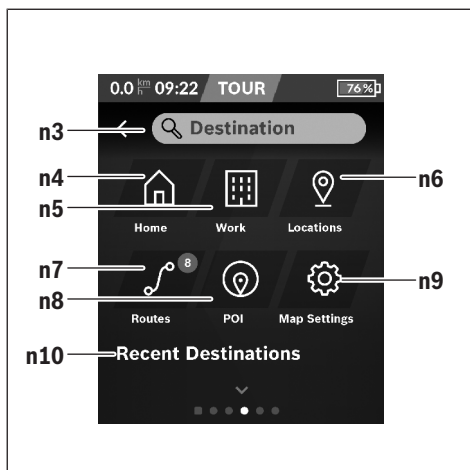 0.0 km/h 09:22 TOUR 76 %
n3 Destination
n4
n6
n5
Home Work Locations
n7 8
n9
n8
Routes POI Map Settings
n10 Recent Destinations